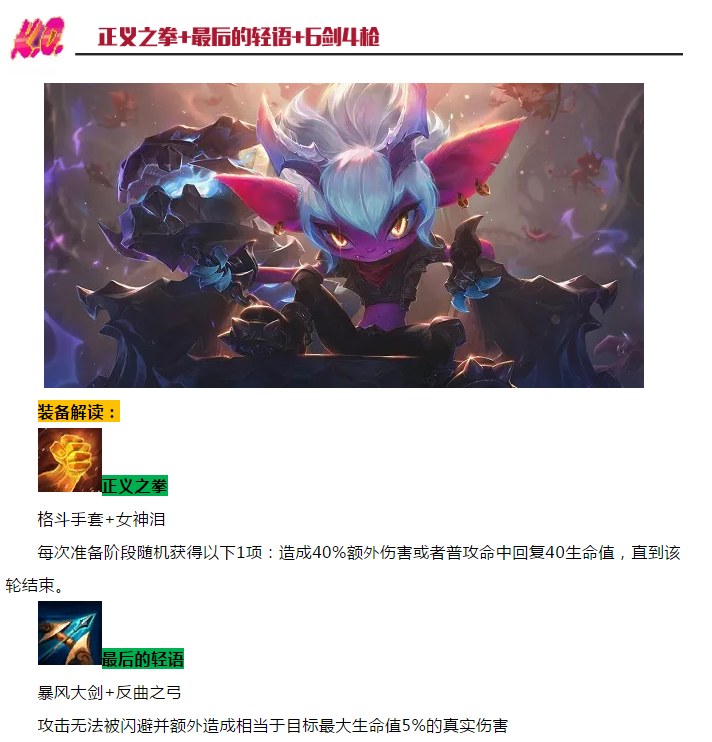 K.O.
正义之拳+最后的轻语+6剑4枪
装备解读：
正义之拳
格斗手套+女神泪
每次准备阶段随机获得以下1项：造成40%额外伤害或者普攻命中回复40生命值，直到该
轮结束。
最后的轻语
暴风大剑+反曲之弓
攻击无法被闪避并额外造成相当于目标最大生命值5%的真实伤害